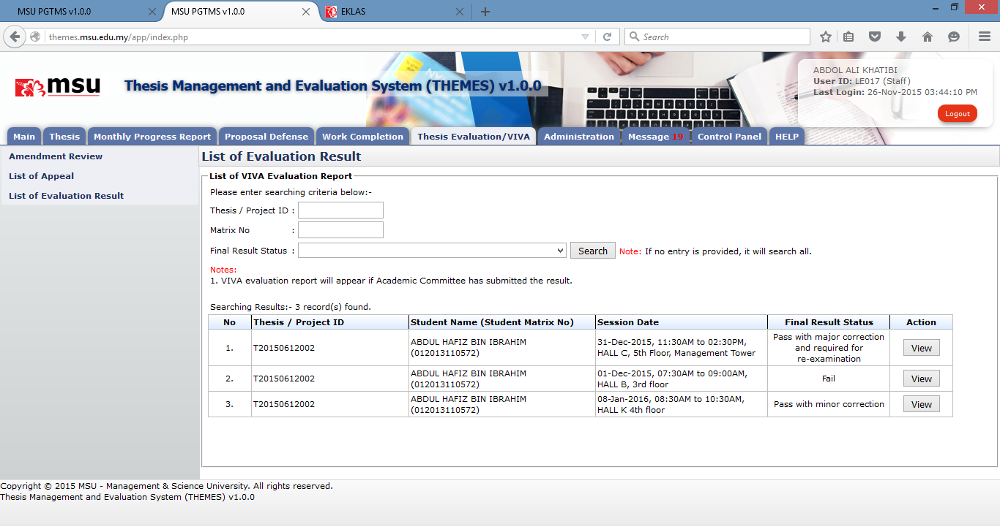 MSU PGTMS v1.0.0
MSU PGTMS v1.0.0
EKLAS
themes.msu.edu.my/app/index.php
Search
msu
Thesis Management and Evaluation System (THEMES) v1.0.0
ABDOL ALI KHATIBI
User ID: LE017 (Staff)
Last Login: 26-Nov-2015 03:44:10 PM
Logout
Main
Thesis
Monthly Progress Report
Proposal Defense
Work Completion
Thesis Evaluation/VIVA
Administration
Message 19
Control Panel
HELP
Amendment Review
List of Appeal
List of Evaluation Result
List of Evaluation Result
List of VIVA Evaluation Report
Please enter searching criteria below:-
Thesis / Project ID :
Matrix No :
Final Result Status :
Search
Note: If no entry is provided, it will search all.
Notes:
1. VIVA evaluation report will appear if Academic Committee has submitted the result.
Searching Results:- 3 record(s) found.
No Thesis / Project ID Student Name (Student Matrix No) Session Date Final Result Status Action
1.
T20150612002
ABDUL HAFIZ BIN IBRAHIM
(012013110572)
31-Dec-2015, 11:30AM to 02:30PM,
HALL C, 5th Floor, Management Tower
Pass with major correction
and required for
re-examination
View
2.
T20150612002
ABDUL HAFIZ BIN IBRAHIM
(012013110572)
01-Dec-2015, 07:30AM to 09:00AM,
HALL B, 3rd floor
Fail
View
3.
T20150612002
ABDUL HAFIZ BIN IBRAHIM
(012013110572)
08-Jan-2016, 08:30AM to 10:30AM,
HALL K 4th floor
Pass with minor correction
View
Copyright © 2015 MSU - Management & Science University. All rights reserved.
Thesis Management and Evaluation System (THEMES) v1.0.0